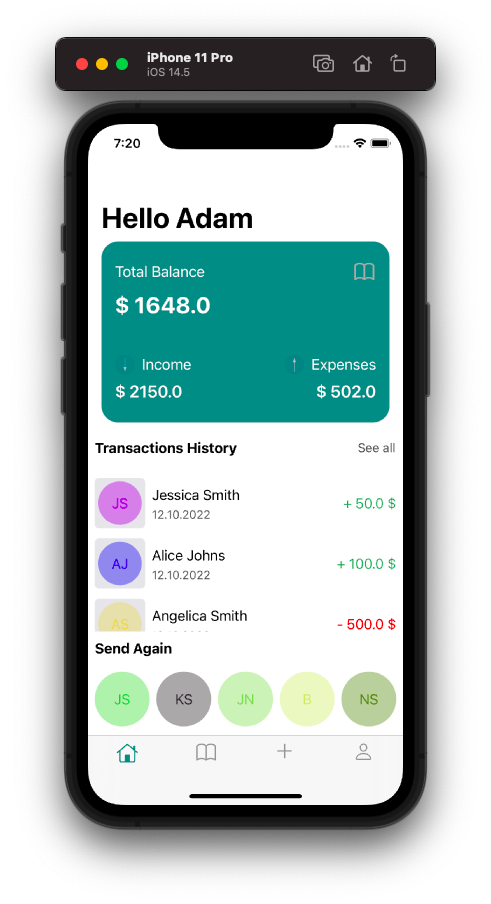 iPhone 11 Pro
iOS 14.5
7:20
Hello Adam
Total Balance
$ 1648.0
Income Expenses
$ 2150.0 $ 502.0
Transactions History See all
JS Jessica Smith + 50.0 $
12.10.2022
AJ Alice Johns + 100.0 $
12.10.2022
AS Angelica Smith - 500.0 $
Send Again
JS KS JN B NS